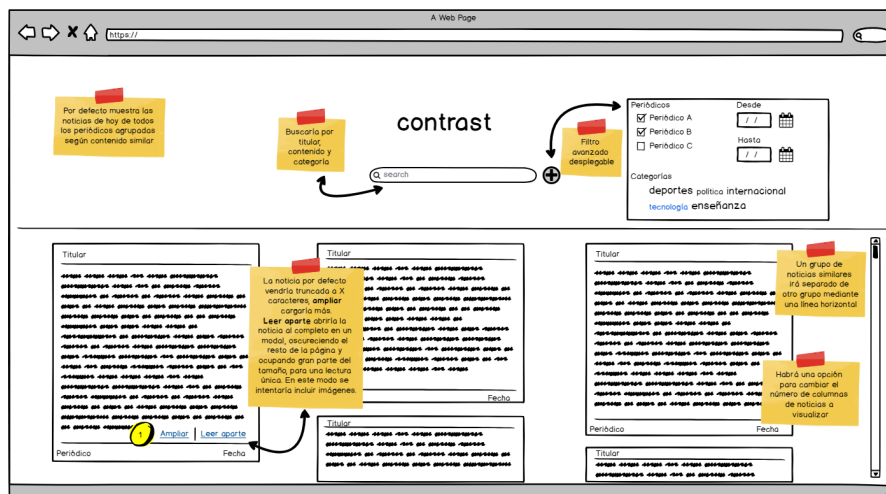 A Web Page
https://
Por defecto muestra las
noticias de hoy de todos
los periódicos agrupadas
según contenido similar
Buscaría por
titular,
contenido y
categoría
contrast
search
Filtro
avanzado
desplegable
Periódicos
Periódico A
Periódico B
Periódico C
Desde
/ /
Hasta
/ /
Categorías
deportes política internacional
tecnología enseñanza
Titular
Ampliar
Leer aparte
1
Periódico
Fecha
La noticia por defecto
vendría truncada a X
caracteres, ampliar
cargaría más.
Leer aparte abriría la
noticia al completo en un
modal, oscureciendo el
resto de la página y
ocupando gran parte del
tamaño, para una lectura
única. En este modo se
intentaría incluir imágenes.
Titular
Fecha
Titular
Titular
Periódico
Fecha
Titular
Un grupo de
noticias similares
irá separado de
otro grupo mediante
una línea horizontal
Habrá una opción
para cambiar el
número de columnas
de noticias a
visualizar